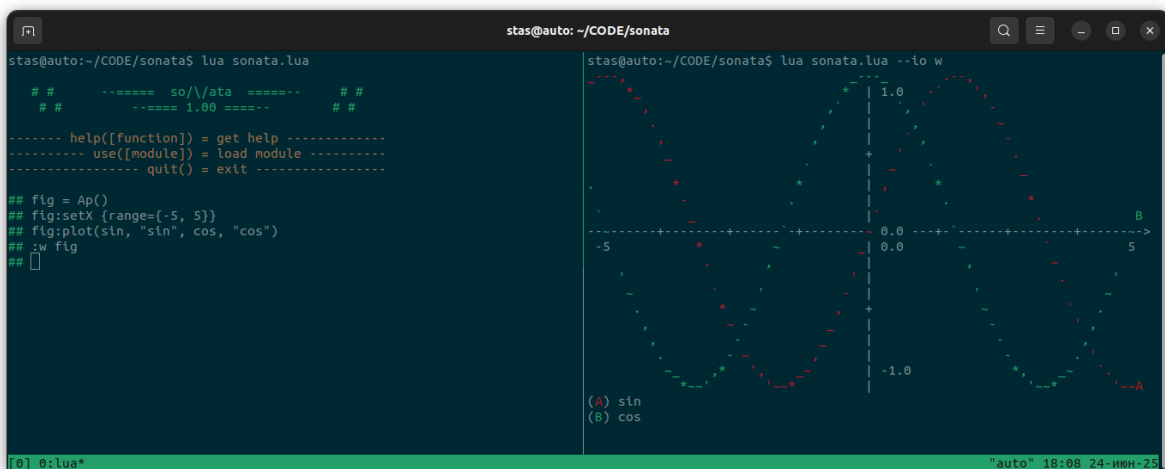 stas@auto: ~/CODE/sonata
stas@auto:~/CODE/sonata$ lua sonata.lua
# #      --=====  so/\/ata  =====--     # #
# #         --==== 1.00 ====--        # #
------- help([function]) = get help -------------
---------- use([module]) = load module ----------
----------------- quit() = exit -----------------
## fig = Ap()
## fig:setX {range={-5, 5}}
## fig:plot(sin, "sin", cos, "cos")
## :w fig
##
stas@auto:~/CODE/sonata$ lua sonata.lua --io w
1.0
B
0.0
-5
0.0
5
-1.0
A
(A) sin
(B) cos
[0] 0:lua*
"auto" 18:08 24-июн-25